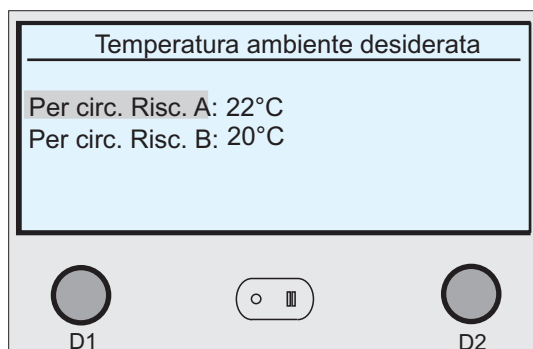 Temperatura ambiente desiderata
Per circ. Risc. A: 22°C
Per circ. Risc. B: 20°C
D1 D2